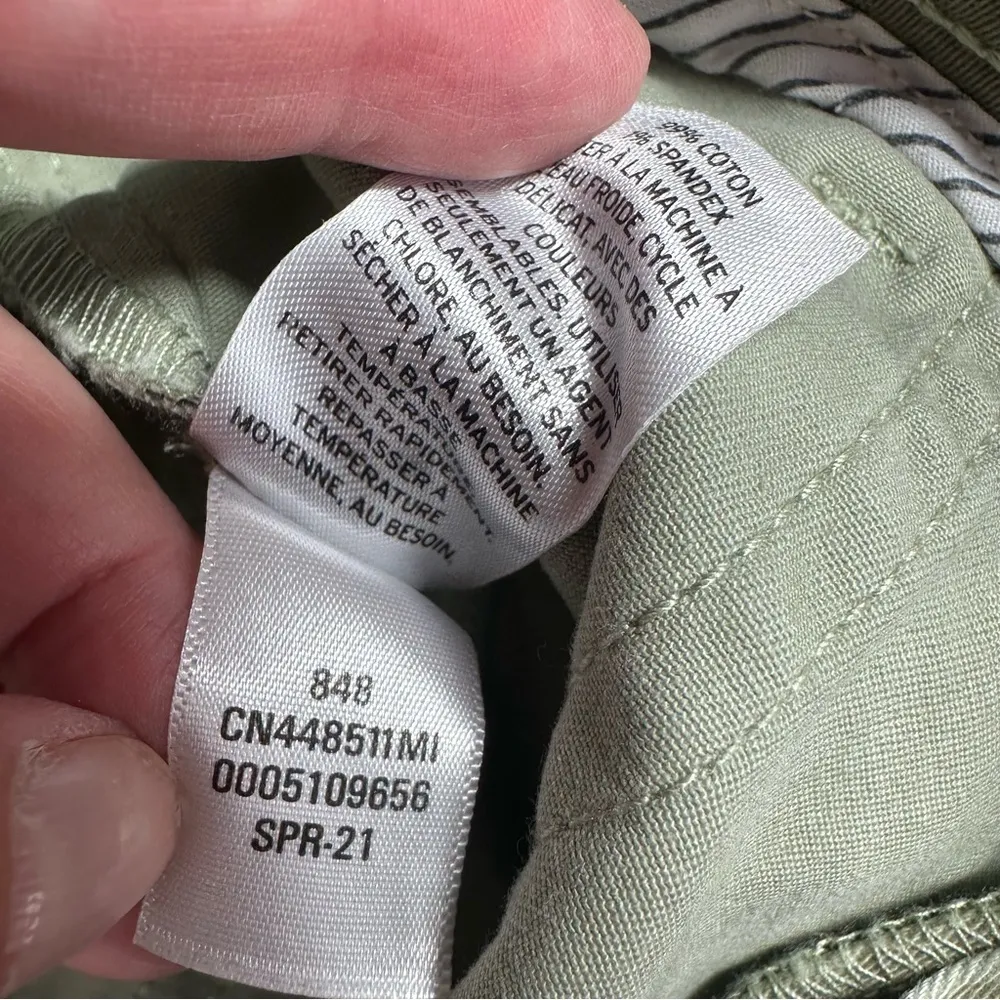 99% COTON
% SPANDEX
ER À LA MACHINE À
EAU FROIDE, CYCLE
DÉLICAT, AVEC DES
COULEURS
SEMBLABLES. UTILISER
SEULEMENT UN AGENT
DE BLANCHIMENT SANS
CHLORE, AU BESOIN.
SÉCHER À LA MACHINE
À BASSE
TEMPÉRATURE.
RETIRER RAPIDEMENT.
REPASSER À
TEMPÉRATURE
MOYENNE, AU BESOIN.
848
CN448511MI
0005109656
SPR-21